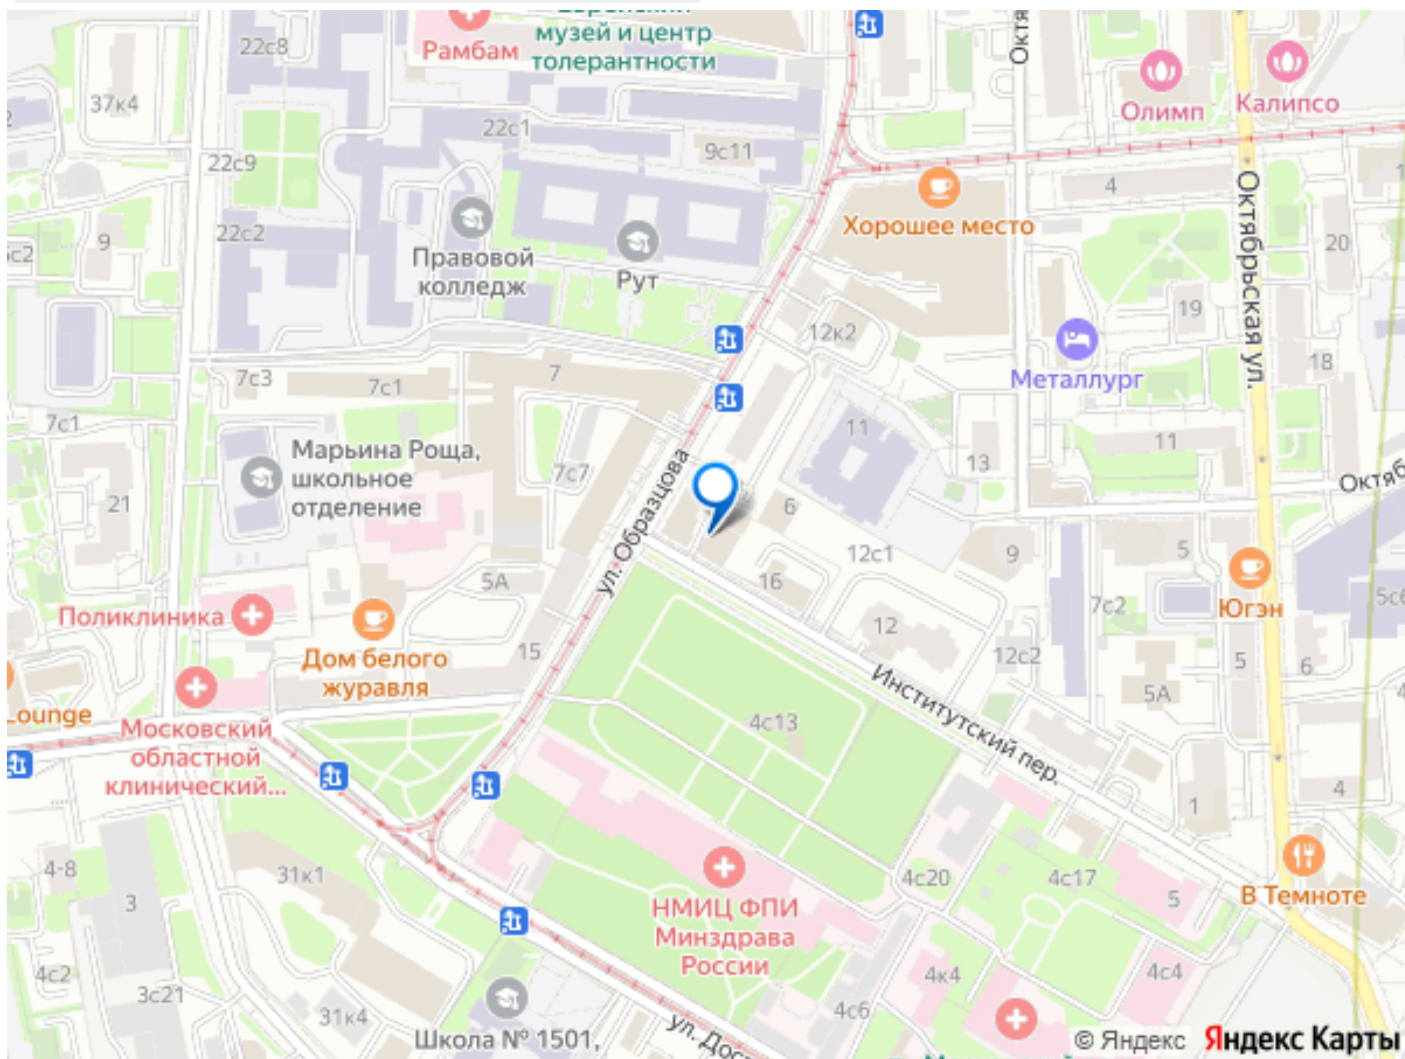 Еврейский
музей и центр
толерантности
Рамбам
22с8
37к4
22с1
22с9
9с11
Олимп
Калипсо
4
Хорошее место
Октябрьская ул.
9
22с2
Правовой
колледж
Рут
20
19
12к2
Металлург
18
7с3
7с1
7
7с1
11
11
13
Марьина Роща,
школьное
отделение
7с7
21
ул. Образцова
6
12с1
9
5
5А
16
Югэн
Поликлиника
7с2
12
12с2
Дом белого
журавля
15
5
6
5А
Lounge
Институтский пер.
Московский
областной
клинический...
4с13
4
1
31к1
4-8
3
НМИЦ ФПИ
Минздрава
России
4с20
4с17
5
В Темноте
4с2
3с21
4к4
4с4
31к4
4с6
Школа № 1501,
© Яндекс
Яндекс Карты